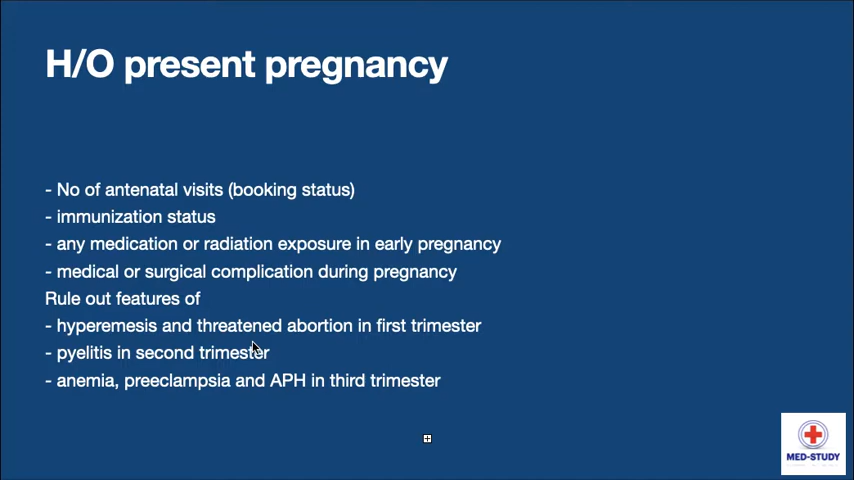 H/O present pregnancy
- No of antenatal visits (booking status)
- immunization status
- any medication or radiation exposure in early pregnancy
- medical or surgical complication during pregnancy
Rule out features of
- hyperemesis and threatened abortion in first trimester
- pyelitis in second trimester
- anemia, preeclampsia and APH in third trimester
MED-STUDY